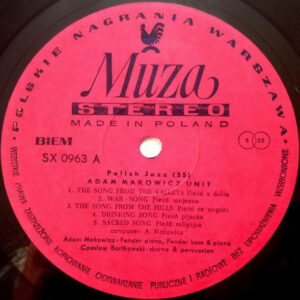 POLSKIE NAGRANIA WARSZAWA
Muza
STEREO
MADE IN POLAND
BIEM
SX 0963 A
S 33
Polish Jazz (35)
ADAM MAKOWICZ UNIT
1. THE SONG FROM THE VALLEYS Pieśń z dolin
2. WAR - SONG Pieśń wojenna
3. THE SONG FROM THE HILLS Pieśń ze wzgórz
4. DRINKING SONG Pieśń pijacka
5. SACRED SONG Pieśń religijna
composer: A. Makowicz
Adam Makowicz - Fender piano, Fender bass & piano
Czesław Bartkowski - drums & percussion
WSZELKIE PRAWA ZASTRZEŻONE KOPIOWANIE ODTWARZANIE PUBLICZNE I RADIOWE BEZ UPOWAŻNIENIA WZBRONIONE